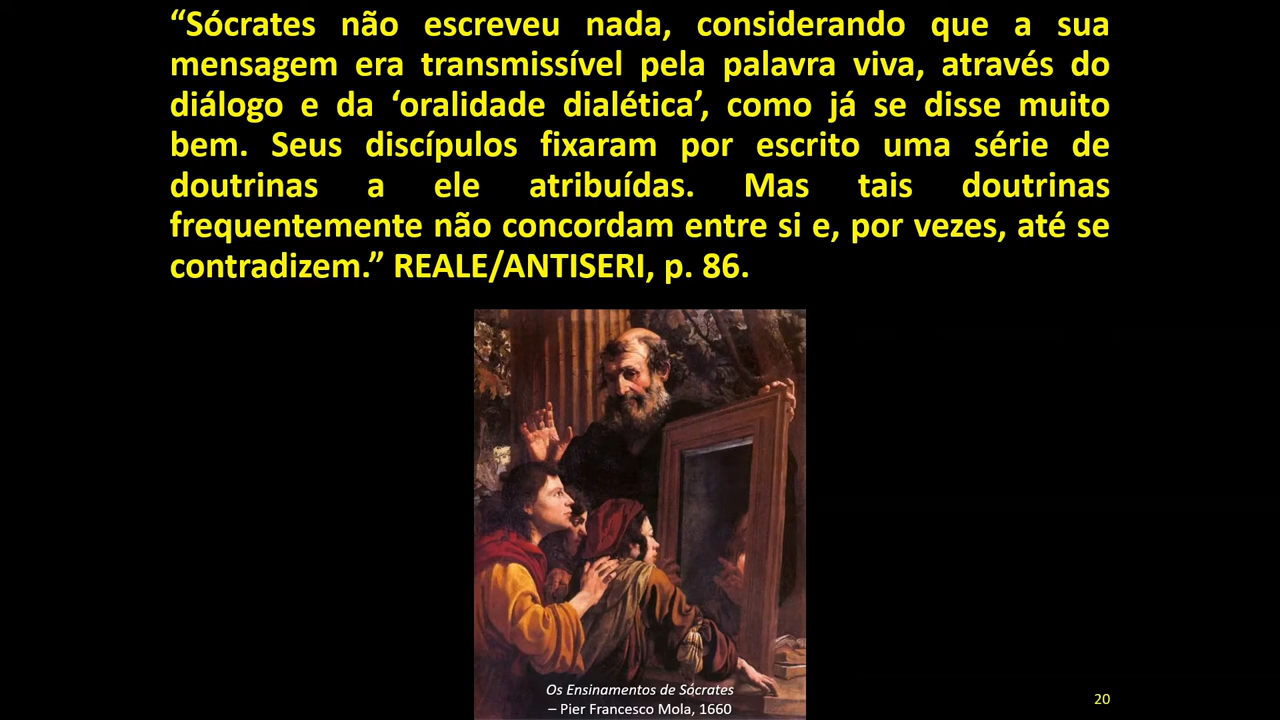 “Sócrates não escreveu nada, considerando que a sua
mensagem era transmissível pela palavra viva, através do
diálogo e da ‘oralidade dialética’, como já se disse muito
bem. Seus discípulos fixaram por escrito uma série de
doutrinas a ele atribuídas. Mas tais doutrinas
frequentemente não concordam entre si e, por vezes, até se
contradizem.” REALE/ANTISERI, p. 86.
Os Ensinamentos de Sócrates
– Pier Francesco Mola, 1660
20